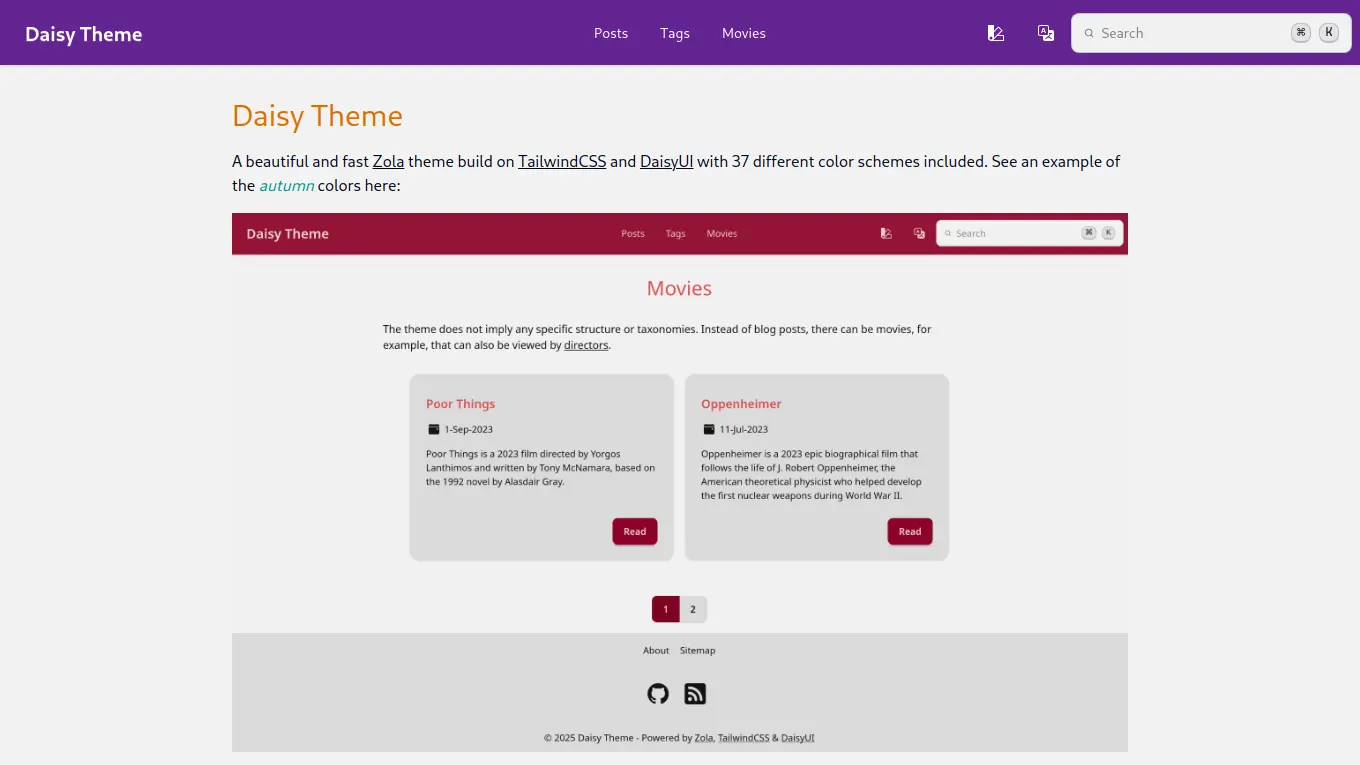 Daisy Theme
Posts Tags Movies
Search ⌘ K
Daisy Theme
A beautiful and fast Zola theme build on TailwindCSS and DaisyUI with 37 different color schemes included. See an example of
the autumn colors here:
Daisy Theme
Posts Tags Movies
Search ⌘ K
Movies
The theme does not imply any specific structure or taxonomies. Instead of blog posts, there can be movies, for
example, that can also be viewed by directors.
Poor Things
1-Sep-2023
Poor Things is a 2023 film directed by Yorgos
Lanthimos and written by Tony McNamara, based on
the 1992 novel by Alasdair Gray.
Read
Oppenheimer
11-Jul-2023
Oppenheimer is a 2023 epic biographical film that
follows the life of J. Robert Oppenheimer, the
American theoretical physicist who helped develop
the first nuclear weapons during World War II.
Read
1 2
About Sitemap
© 2025 Daisy Theme - Powered by Zola, TailwindCSS & DaisyUI